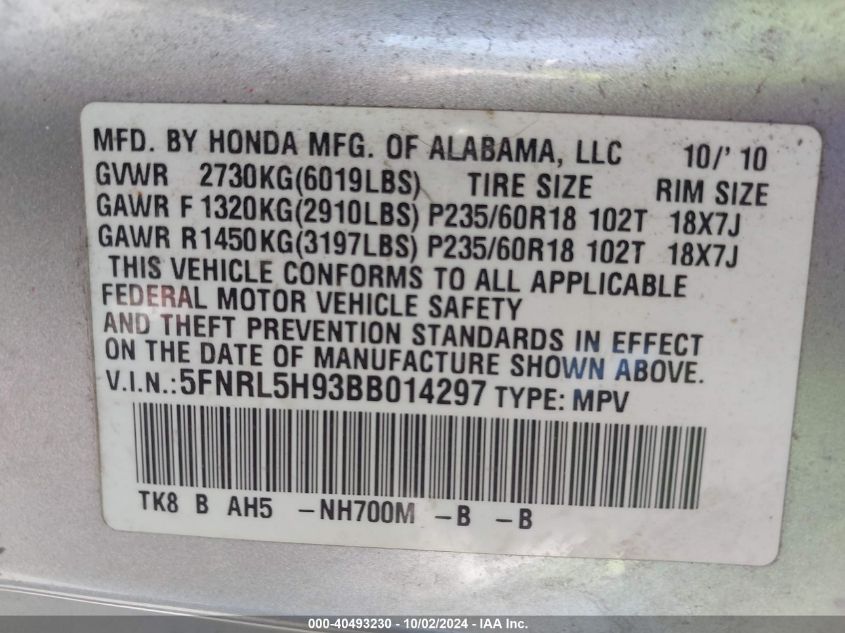 MFD. BY HONDA MFG. OF ALABAMA, LLC 10/'10
GVWR 2730KG(6019LBS) TIRE SIZE RIM SIZE
GAWR F 1320KG(2910LBS) P235/60R18 102T 18X7J
GAWR R1450KG(3197LBS) P235/60R18 102T 18X7J
THIS VEHICLE CONFORMS TO ALL APPLICABLE
FEDERAL MOTOR VEHICLE SAFETY
AND THEFT PREVENTION STANDARDS IN EFFECT
ON THE DATE OF MANUFACTURE SHOWN ABOVE.
V.I.N.:5FNRL5H93BB014297 TYPE: MPV
TK8 B AH5 -NH700M -B -B
000-40493230 - 10/02/2024 - IAA Inc.